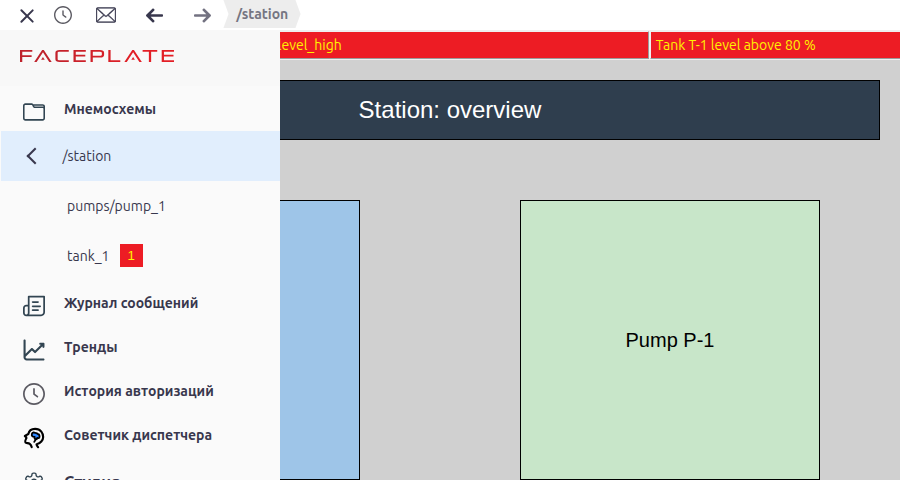 /station
FACEPLATE
level_high
Tank T-1 level above 80 %
Мнемосхемы
Station: overview
/station
pumps/pump_1
tank_1 1
Журнал сообщений
Тренды
Pump P-1
История авторизаций
Советчик диспетчера